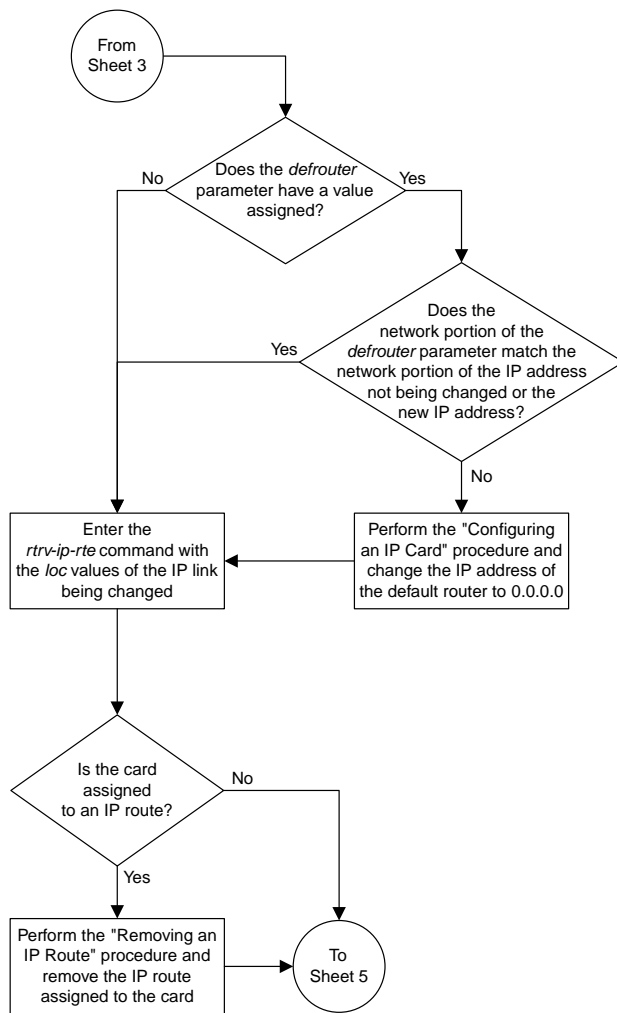 From
Sheet 3
Does the defrouter
parameter have a value
assigned?
No
Yes
Does the
network portion of the
defrouter parameter match the
network portion of the IP address
not being changed or the
new IP address?
Yes
No
Enter the
rtrv-ip-rte command with
the loc values of the IP link
being changed
Perform the "Configuring
an IP Card" procedure and
change the IP address of
the default router to 0.0.0.0
Is the card
assigned
to an IP route?
No
Yes
Perform the "Removing an
IP Route" procedure and
remove the IP route
assigned to the card
To
Sheet 5